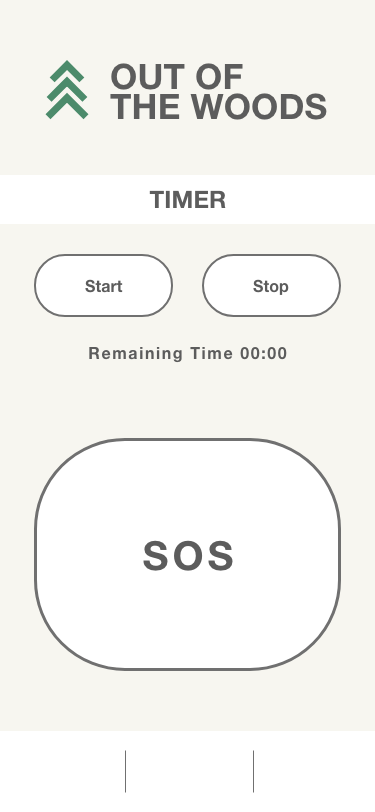 OUT OF
THE WOODS
TIMER
Start
Stop
Remaining Time 00:00
SOS